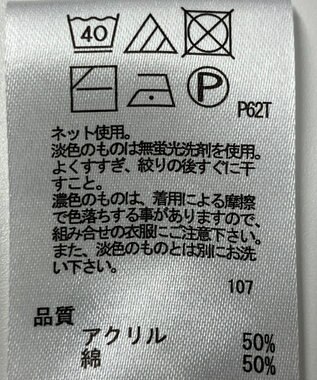 40
P
P62T
ネット使用。
淡色のものは無蛍光洗剤を使用。
よくすすぎ、絞りの後すぐに干
すこと。
濃色のものは、着用による摩擦
で色落ちする事がありますので、
組み合せの衣服にご注意下さい。
また、淡色のものとは別にお洗
い下さい。
107
品質
アクリル 50%
綿 50%